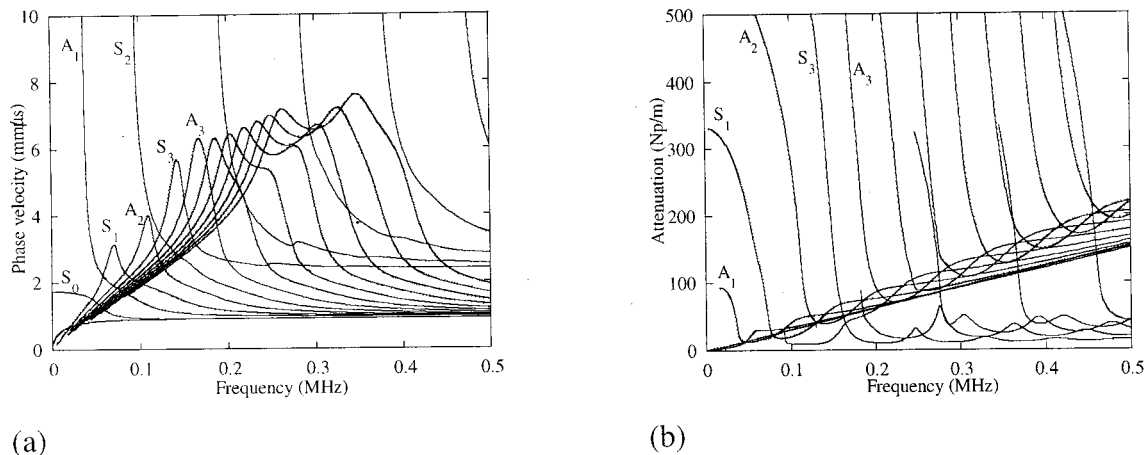 10
8
6
4
2
0
Phase velocity (mm/µs)
A1
S2
A3
S3
A2
S1
S0
0 0.1 0.2 0.3 0.4 0.5
Frequency (MHz)
(a)
500
400
300
200
100
0
Attenuation (Np/m)
A2
S3
A3
S1
A1
0 0.1 0.2 0.3 0.4 0.5
Frequency (MHz)
(b)